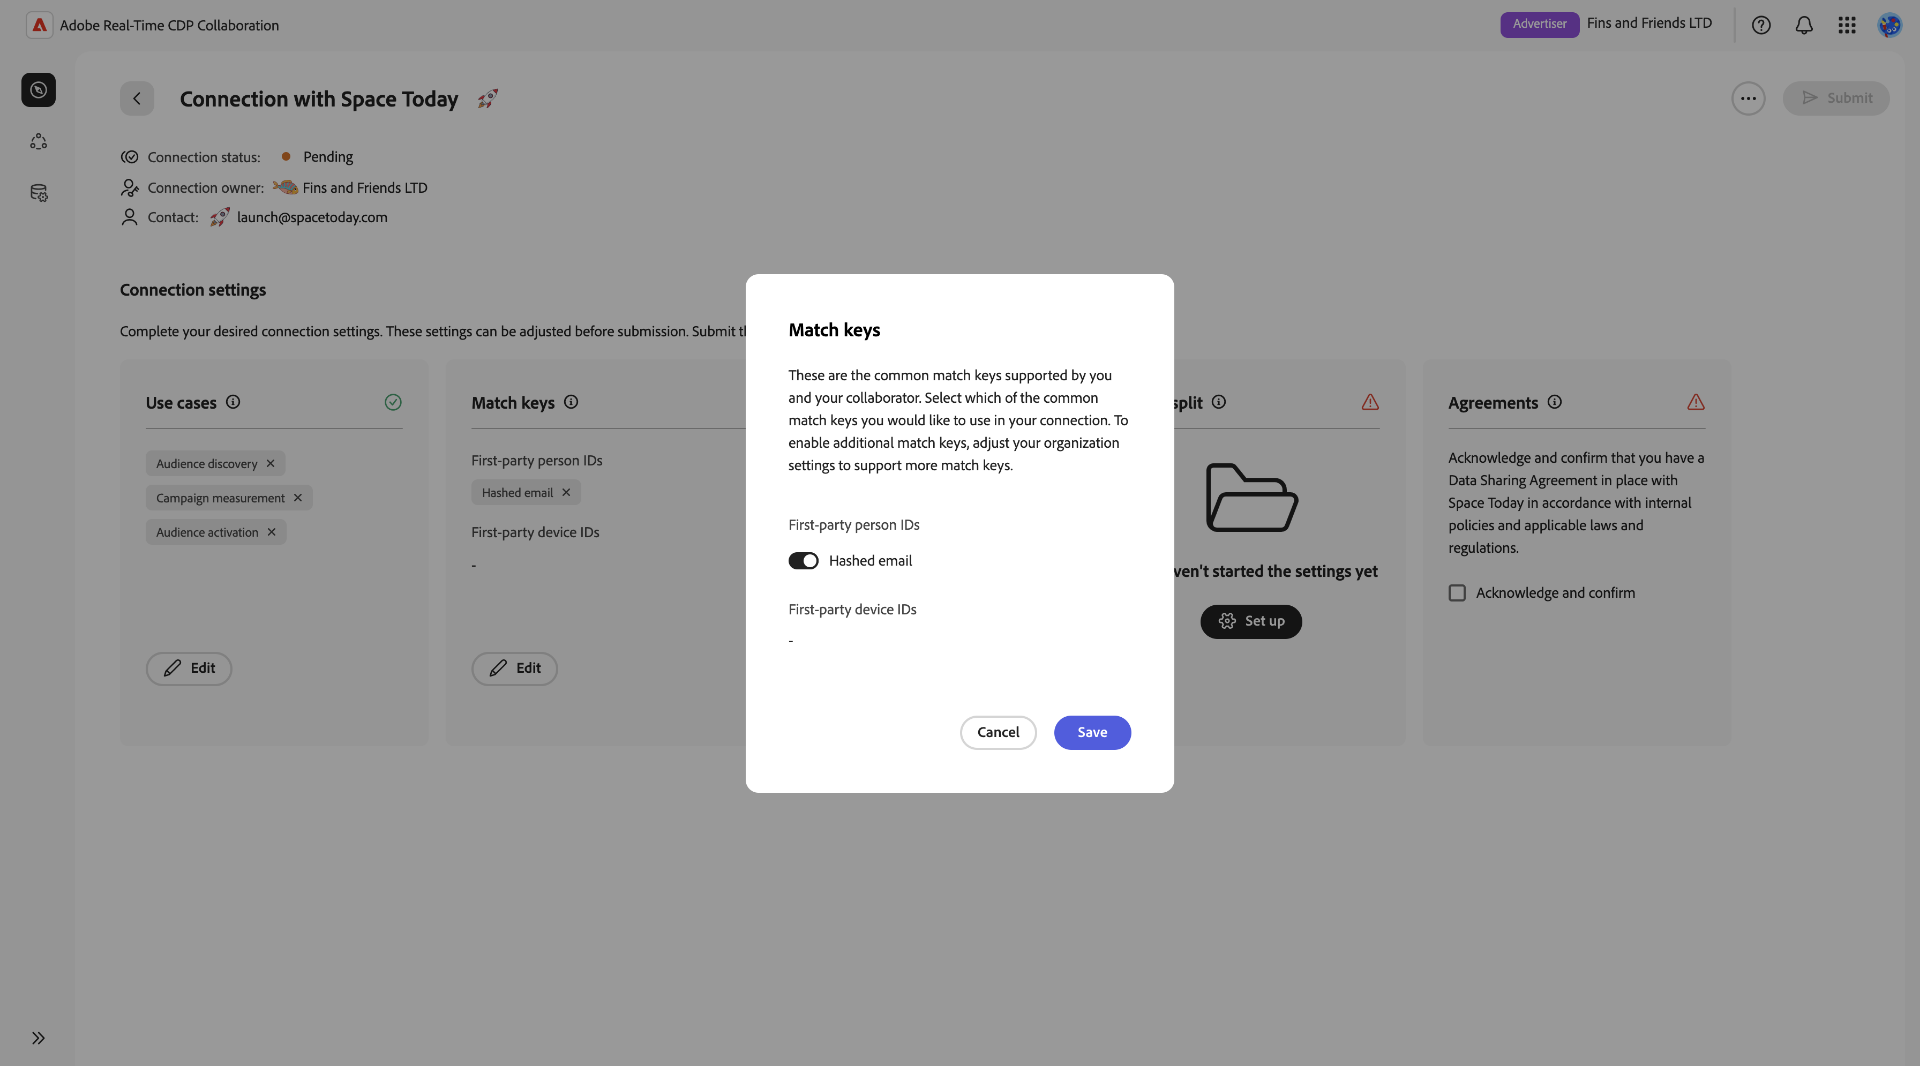 Adobe Real-Time CDP Collaboration
Advertiser
Fins and Friends LTD
Connection with Space Today
Submit
Connection status:
Pending
Connection owner:
Fins and Friends LTD
Contact:
launch@spacetoday.com
Connection settings
Complete your desired connection settings. These settings can be adjusted before submission. Submit
Use cases
Audience discovery
Campaign measurement
Audience activation
Edit
Match keys
First-party person IDs
Hashed email
First-party device IDs
-
Edit
Match keys
These are the common match keys supported by you
and your collaborator. Select which of the common
match keys you would like to use in your connection. To
enable additional match keys, adjust your organization
settings to support more match keys.
First-party person IDs
Hashed email
First-party device IDs
-
Cancel
Save
split
ven't started the settings yet
Set up
Agreements
Acknowledge and confirm that you have a
Data Sharing Agreement in place with
Space Today in accordance with internal
policies and applicable laws and
regulations.
Acknowledge and confirm